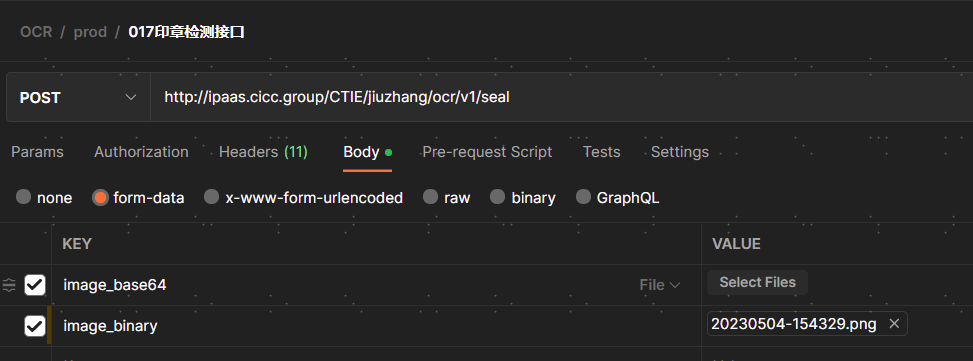 OCR / prod / 017印章检测接口
POST http://ipaas.cicc.group/CTIE/jiuzhang/ocr/v1/seal
Params Authorization Headers (11) Body Pre-request Script Tests Settings
none form-data x-www-form-urlencoded raw binary GraphQL
KEY VALUE
image_base64 File Select Files
image_binary 20230504-154329.png